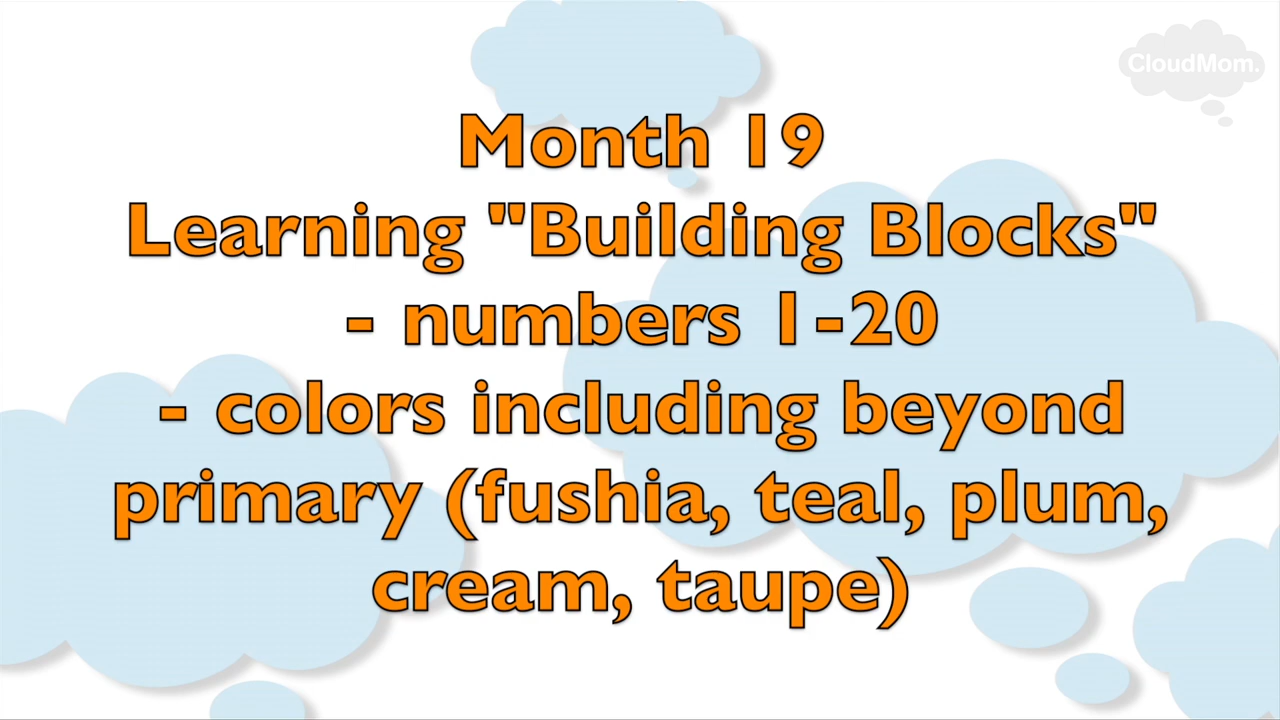 CloudMom.
Month 19
Learning "Building Blocks"
- numbers 1-20
- colors including beyond
primary (fushia, teal, plum,
cream, taupe)